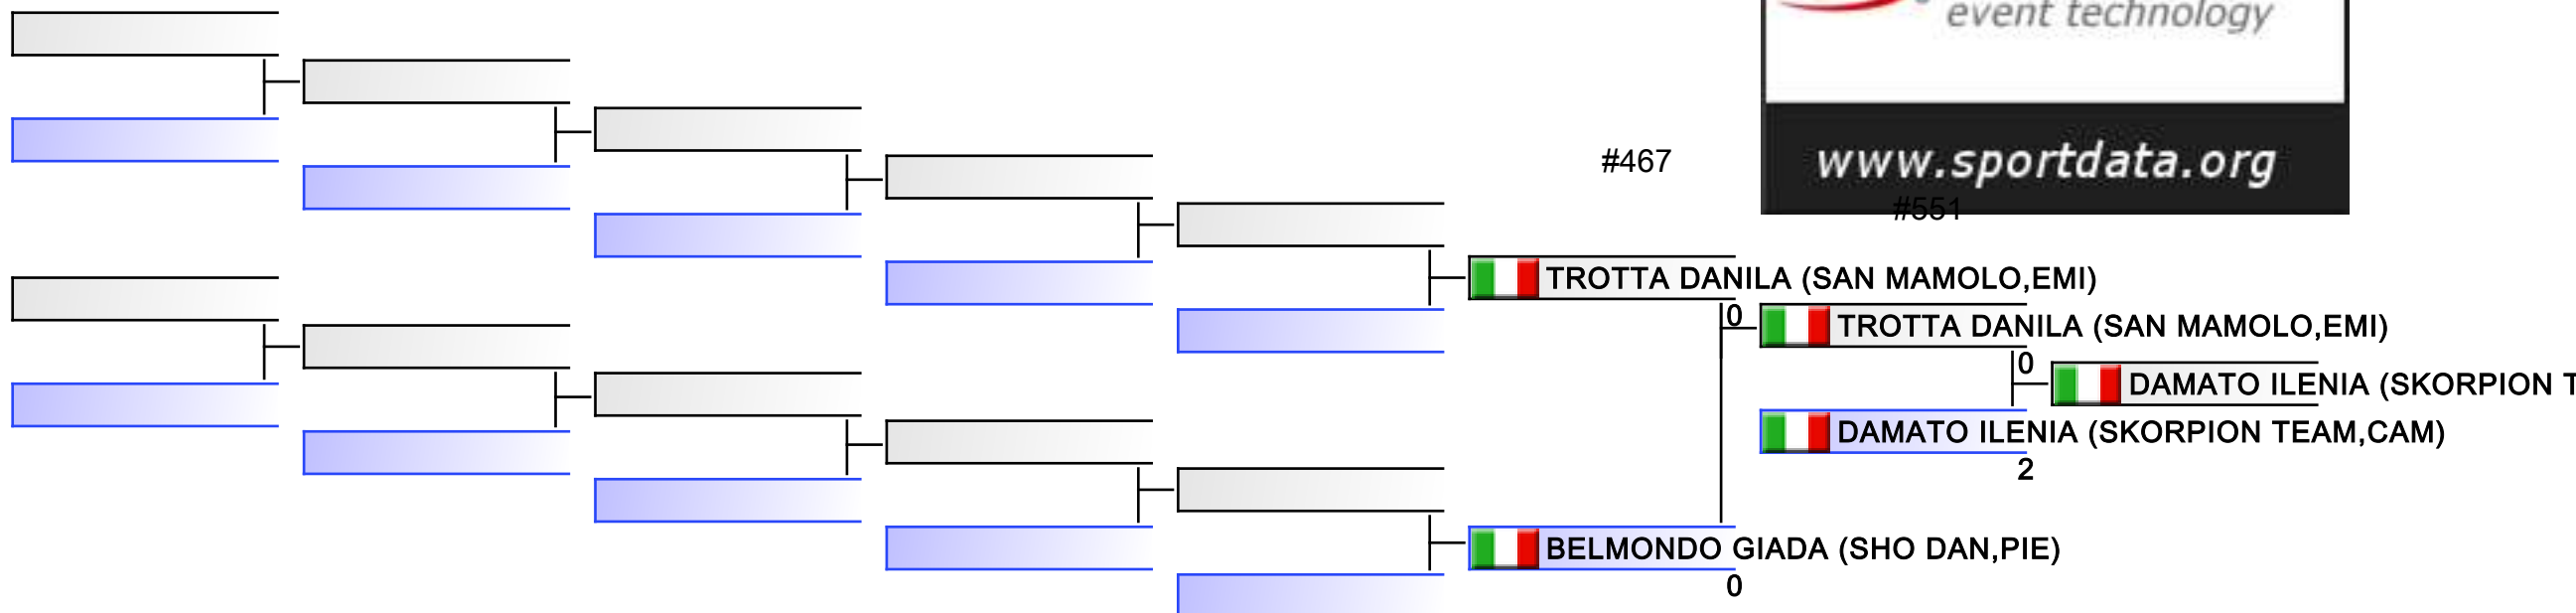 event technology
#467
www.sportdata.org
#551
TROTTA DANILA (SAN MAMOLO,EMI)
0
TROTTA DANILA (SAN MAMOLO,EMI)
0
DAMATO ILENIA (SKORPION T
DAMATO ILENIA (SKORPION TEAM,CAM)
2
BELMONDO GIADA (SHO DAN,PIE)
0